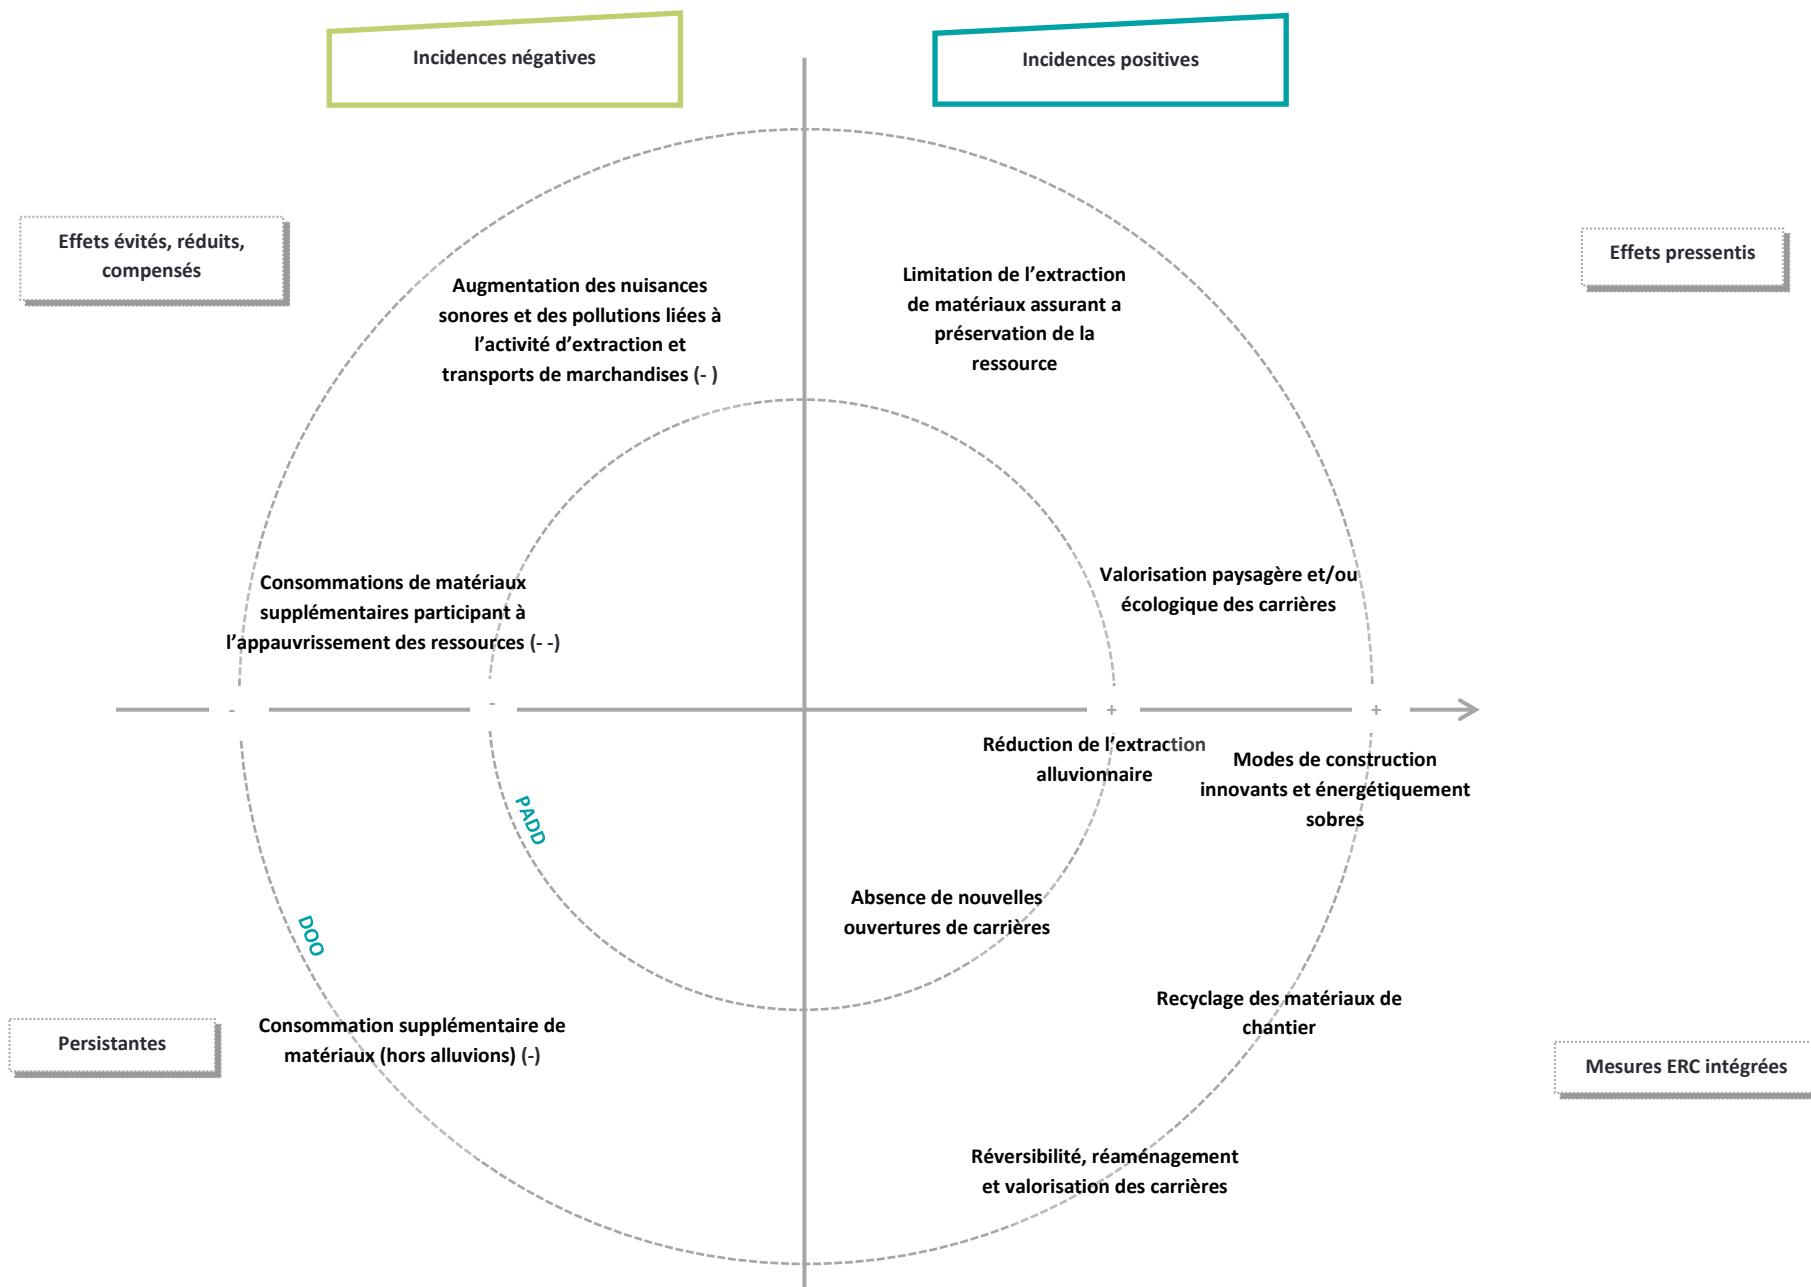 Incidences négatives
Incidences positives
Effets évités, réduits,
compensés
Effets pressentis
Augmentation des nuisances
sonores et des pollutions liées à
l’activité d’extraction et
transports de marchandises (- )
Limitation de l’extraction
de matériaux assurant a
préservation de la
ressource
Consommations de matériaux
supplémentaires participant à
l’appauvrissement des ressources (- -)
Valorisation paysagère et/ou
écologique des carrières
-
-
+
+
Réduction de l’extraction
alluvionnaire
Modes de construction
innovants et énergétiquement
sobres
PADD
DOO
Absence de nouvelles
ouvertures de carrières
Recyclage des matériaux de
chantier
Persistantes
Consommation supplémentaire de
matériaux (hors alluvions) (-)
Mesures ERC intégrées
Réversibilité, réaménagement
et valorisation des carrières